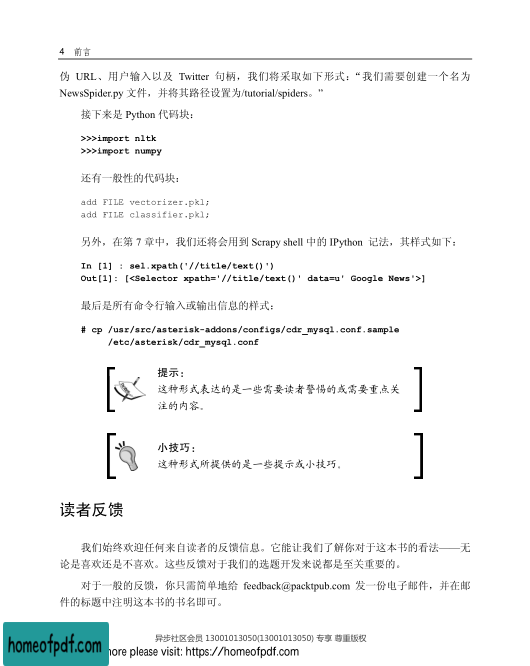 4 前言
伪 URL、用户输入以及 Twitter 句柄，我们将采取如下形式：“我们需要创建一个名为
NewsSpider.py 文件，并将其路径设置为/tutorial/spiders。”
接下来是 Python 代码块：
>>>import nltk
>>>import numpy
还有一般性的代码块：
add FILE vectorizer.pkl;
add FILE classifier.pkl;
另外，在第 7 章中，我们还将会用到 Scrapy shell 中的 IPython 记法，其样式如下：
In [1] : sel.xpath('//title/text()')
Out[1]: [<Selector xpath='//title/text()' data=u' Google News'>]
最后是所有命令行输入或输出信息的样式：
# cp /usr/src/asterisk-addons/configs/cdr_mysql.conf.sample
/etc/asterisk/cdr_mysql.conf
提示：
这种形式表达的是一些需要读者警惕的或需要重点关
注的内容。
小技巧：
这种形式所提供的是一些提示或小技巧。
读者反馈
我们始终欢迎任何来自读者的反馈信息。它能让我们了解你对于这本书的看法——无
论是喜欢还是不喜欢。这些反馈对于我们的选题开发来说都是至关重要的。
对于一般的反馈，你只需简单地给 feedback@packtpub.com 发一份电子邮件，并在邮
件的标题中注明这本书的书名即可。
异步社区会员 13001013050(13001013050) 专享 尊重版权
homeofpdf.com
ore please visit: https://homeofpdf.com